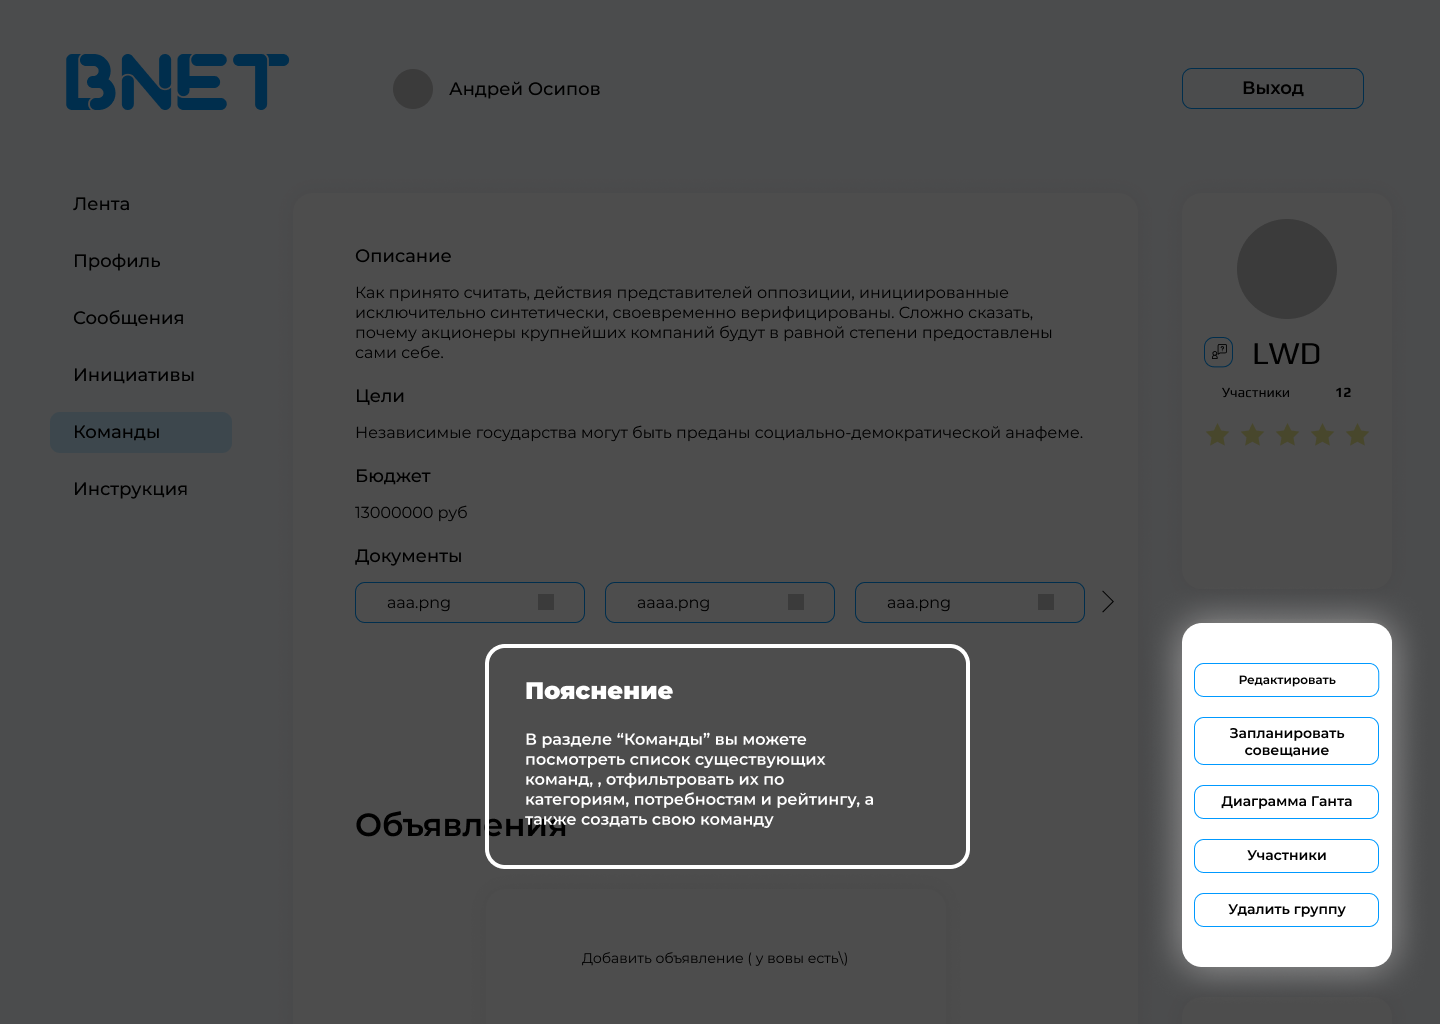 BNET
Андрей Осипов
Выход
Лента
Профиль
Сообщения
Инициативы
Команды
Инструкция
Описание
Как принято считать, действия представителей оппозиции, инициированные
исключительно синтетически, своевременно верифицированы. Сложно сказать,
почему акционеры крупнейших компаний будут в равной степени предоставлены
сами себе.
Цели
Независимые государства могут быть преданы социально-демократической анафеме.
Бюджет
13000000 руб
Документы
aaa.png
aaaa.png
aaa.png
Пояснение
В разделе “Команды” вы можете
посмотреть список существующих
команд, , отфильтровать их по
категориям, потребностям и рейтингу, а
также создать свою команду
Объявления
Добавить объявление ( у вовы есть\)
LWD
Участники 12
Редактировать
Запланировать
совещание
Диаграмма Ганта
Участники
Удалить группу